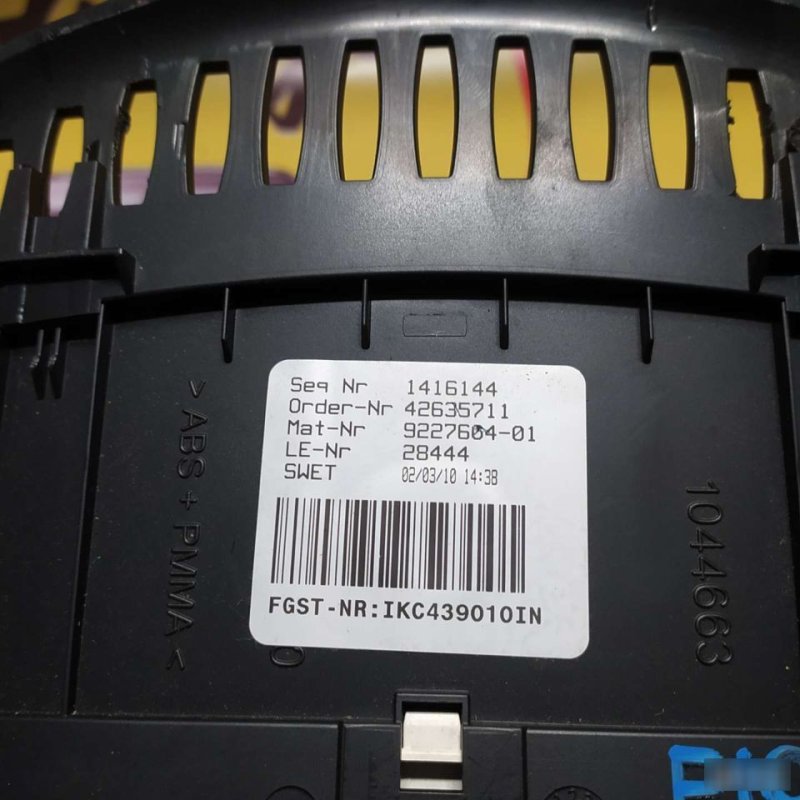 Seq Nr 1416144
Order-Nr 42635711
Mat-Nr 9227604-01
LE-Nr 28444
SWET 02/03/10 14:38
FGST-NR:IKC439010IN
>ABS+PMMA<
1044663